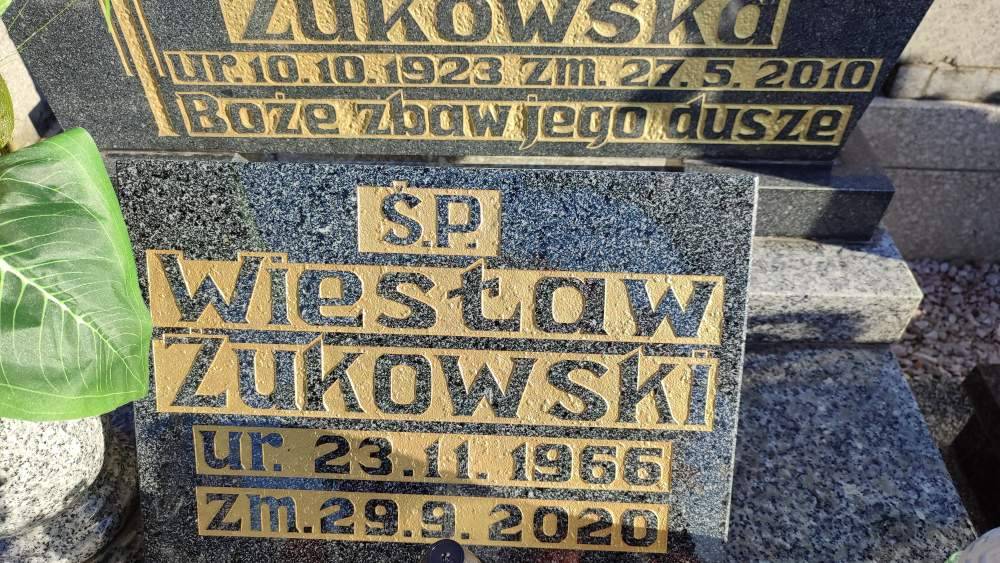 Żukowska
ur. 10.10.1923 zm. 27.5.2010
Boże zbaw jego dusze
Ś.P.
Wiesław
Żukowski
ur. 23.11.1966
zm. 29.9.2020